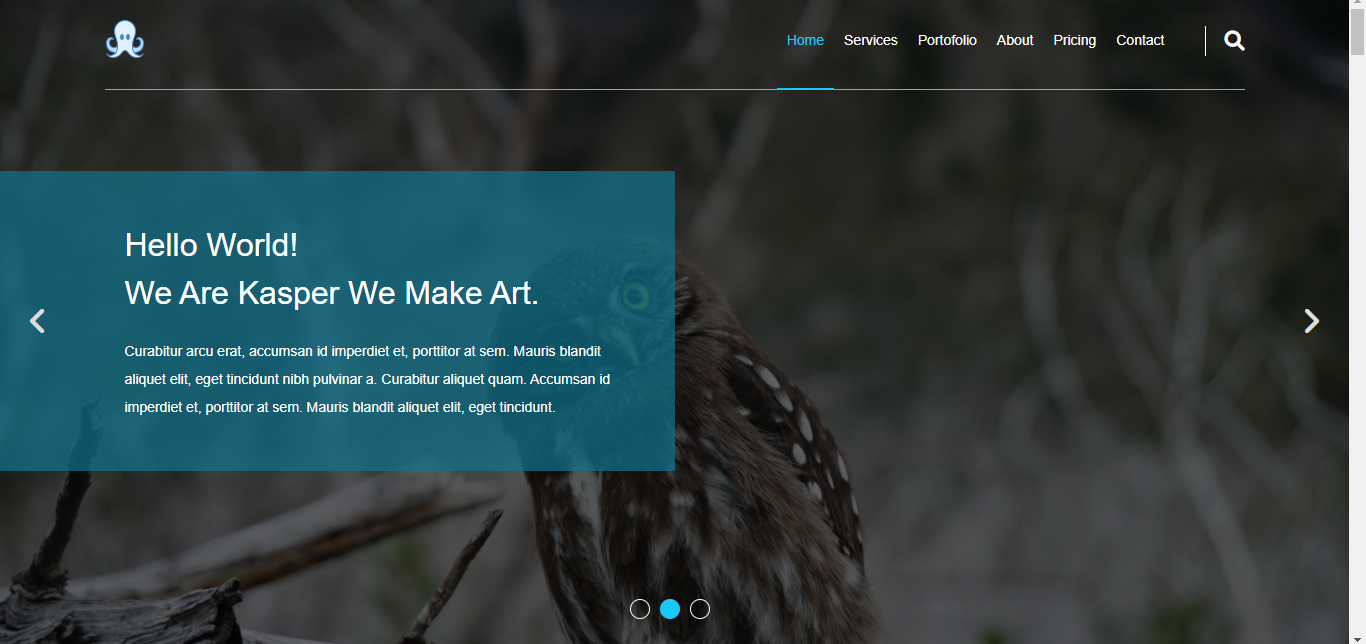 Home Services Portofolio About Pricing Contact
Hello World!
We Are Kasper We Make Art.
Curabitur arcu erat, accumsan id imperdiet et, porttitor at sem. Mauris blandit
aliquet elit, eget tincidunt nibh pulvinar a. Curabitur aliquet quam. Accumsan id
imperdiet et, porttitor at sem. Mauris blandit aliquet elit, eget tincidunt.